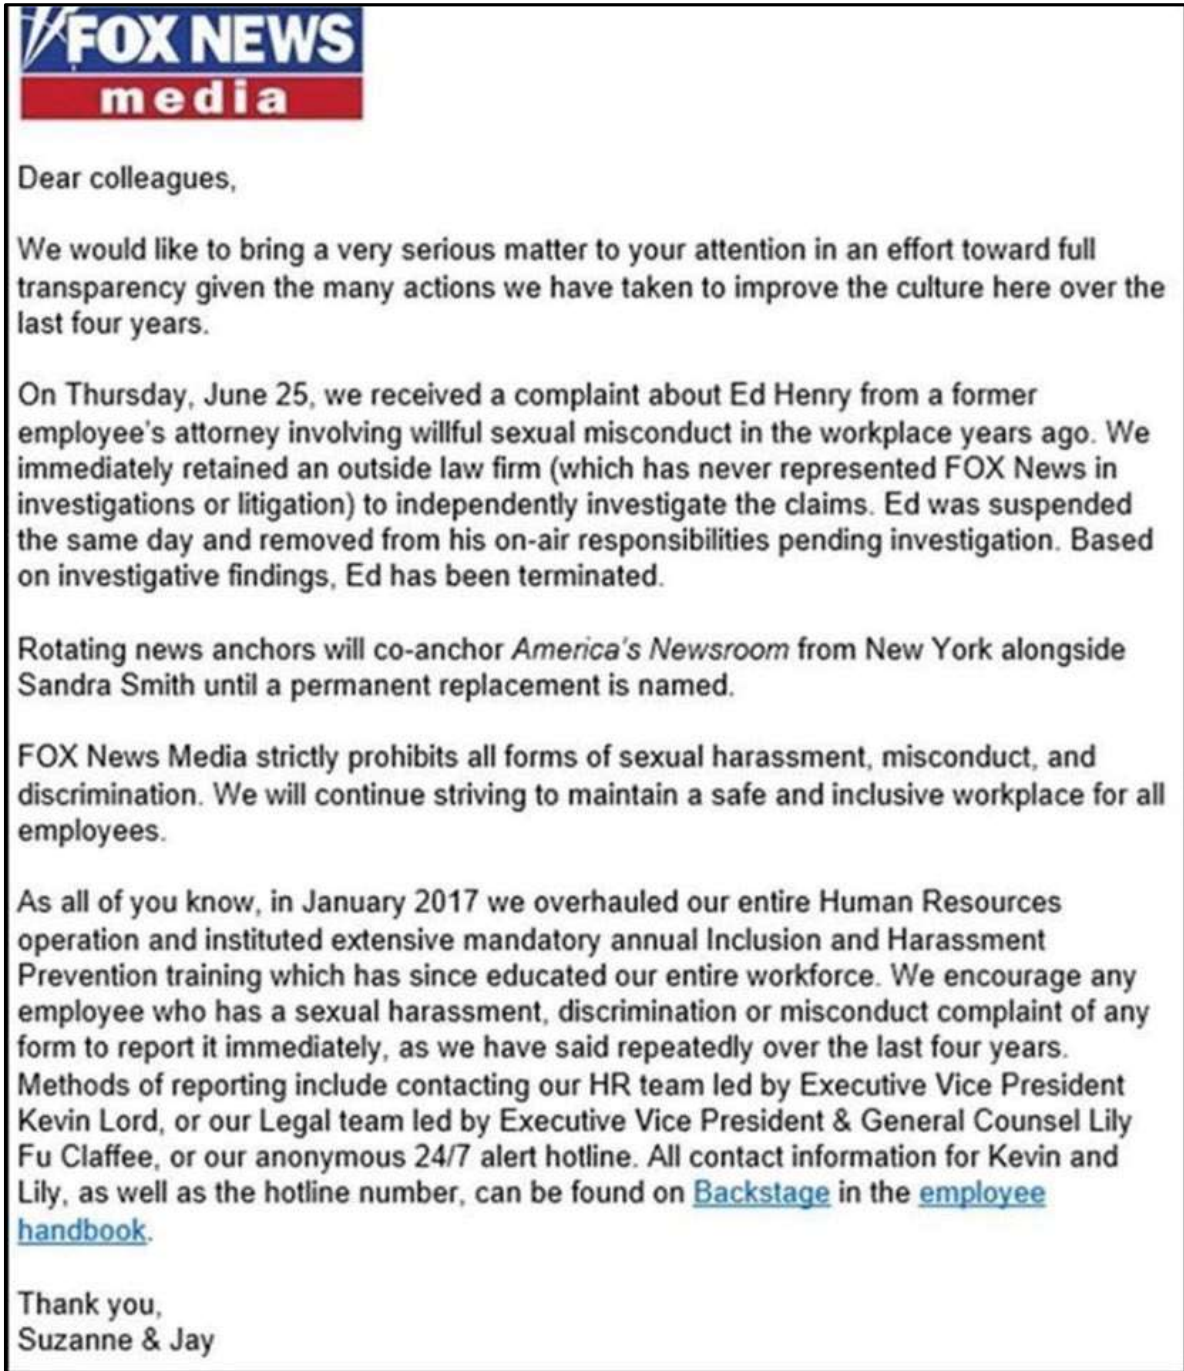 FOX NEWS
media
Dear colleagues,
We would like to bring a very serious matter to your attention in an effort toward full
transparency given the many actions we have taken to improve the culture here over the
last four years.
On Thursday, June 25, we received a complaint about Ed Henry from a former
employee's attorney involving willful sexual misconduct in the workplace years ago. We
immediately retained an outside law firm (which has never represented FOX News in
investigations or litigation) to independently investigate the claims. Ed was suspended
the same day and removed from his on-air responsibilities pending investigation. Based
on investigative findings, Ed has been terminated.
Rotating news anchors will co-anchor America's Newsroom from New York alongside
Sandra Smith until a permanent replacement is named.
FOX News Media strictly prohibits all forms of sexual harassment, misconduct, and
discrimination. We will continue striving to maintain a safe and inclusive workplace for all
employees.
As all of you know, in January 2017 we overhauled our entire Human Resources
operation and instituted extensive mandatory annual Inclusion and Harassment
Prevention training which has since educated our entire workforce. We encourage any
employee who has a sexual harassment, discrimination or misconduct complaint of any
form to report it immediately, as we have said repeatedly over the last four years.
Methods of reporting include contacting our HR team led by Executive Vice President
Kevin Lord, or our Legal team led by Executive Vice President & General Counsel Lily
Fu Claffee, or our anonymous 24/7 alert hotline. All contact information for Kevin and
Lily, as well as the hotline number, can be found on Backstage in the employee
handbook.
Thank you,
Suzanne & Jay